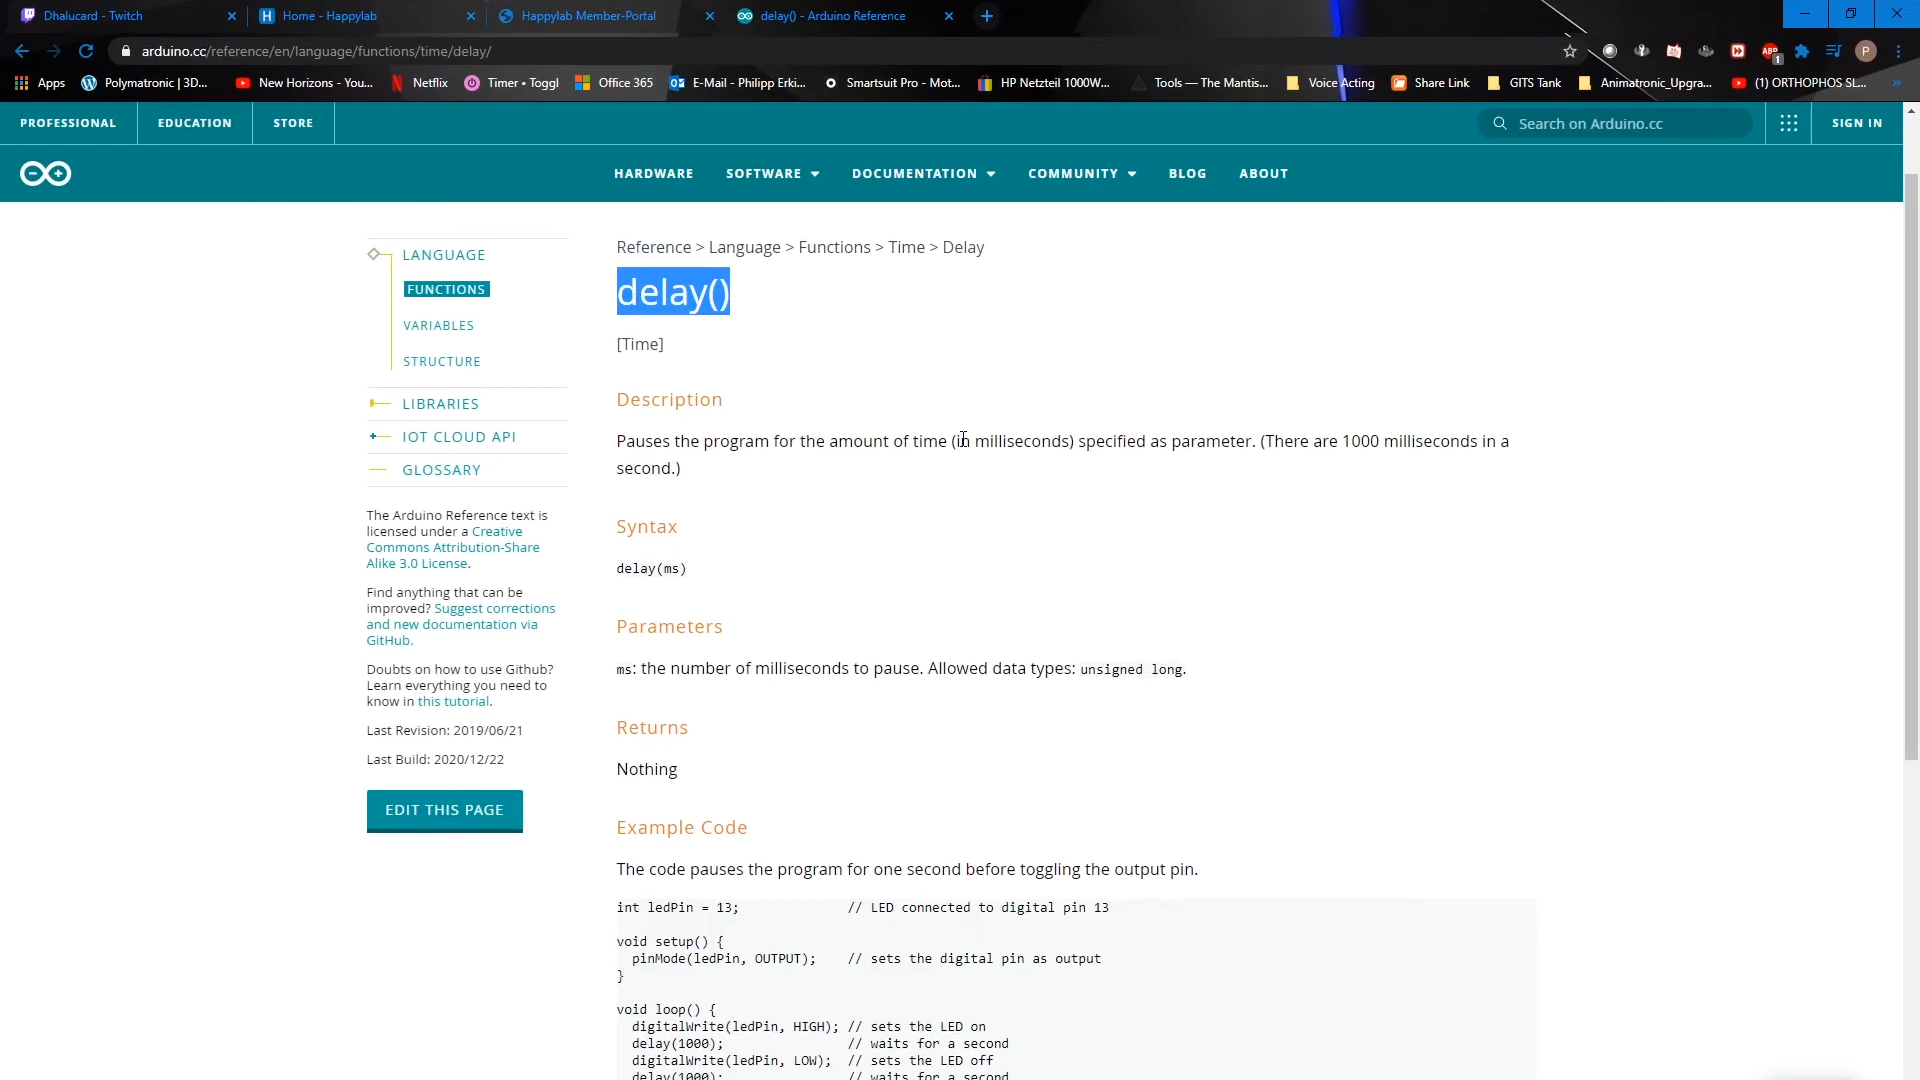 Dhalucard - Twitch
Home - Happylab
Happylab Member-Portal
delay() - Arduino Reference
arduino.cc/reference/en/language/functions/time/delay/
ABP
1
P
Apps
Polymatronic | 3D...
New Horizons - You...
Netflix
Timer • Toggl
Office 365
E-Mail - Philipp Erki...
Smartsuit Pro - Mot...
HP Netzteil 1000W...
Tools — The Mantis...
Voice Acting
Share Link
GITS Tank
Animatronic_Upgra...
(1) ORTHOPHOS SL...
»
PROFESSIONAL
EDUCATION
STORE
Search on Arduino.cc
SIGN IN
HARDWARE
SOFTWARE
DOCUMENTATION
COMMUNITY
BLOG
ABOUT
LANGUAGE
FUNCTIONS
VARIABLES
STRUCTURE
LIBRARIES
IOT CLOUD API
GLOSSARY
The Arduino Reference text is
licensed under a Creative
Commons Attribution-Share
Alike 3.0 License.
Find anything that can be
improved? Suggest corrections
and new documentation via
GitHub.
Doubts on how to use Github?
Learn everything you need to
know in this tutorial.
Last Revision: 2019/06/21
Last Build: 2020/12/22
EDIT THIS PAGE
Reference > Language > Functions > Time > Delay
delay()
[Time]
Description
Pauses the program for the amount of time (in milliseconds) specified as parameter. (There are 1000 milliseconds in a
second.)
Syntax
delay(ms)
Parameters
ms: the number of milliseconds to pause. Allowed data types: unsigned long.
Returns
Nothing
Example Code
The code pauses the program for one second before toggling the output pin.
int ledPin = 13;              // LED connected to digital pin 13
void setup() {
  pinMode(ledPin, OUTPUT);    // sets the digital pin as output
}
void loop() {
  digitalWrite(ledPin, HIGH); // sets the LED on
  delay(1000);                // waits for a second
  digitalWrite(ledPin, LOW);  // sets the LED off
  delay(1000);                // waits for a second